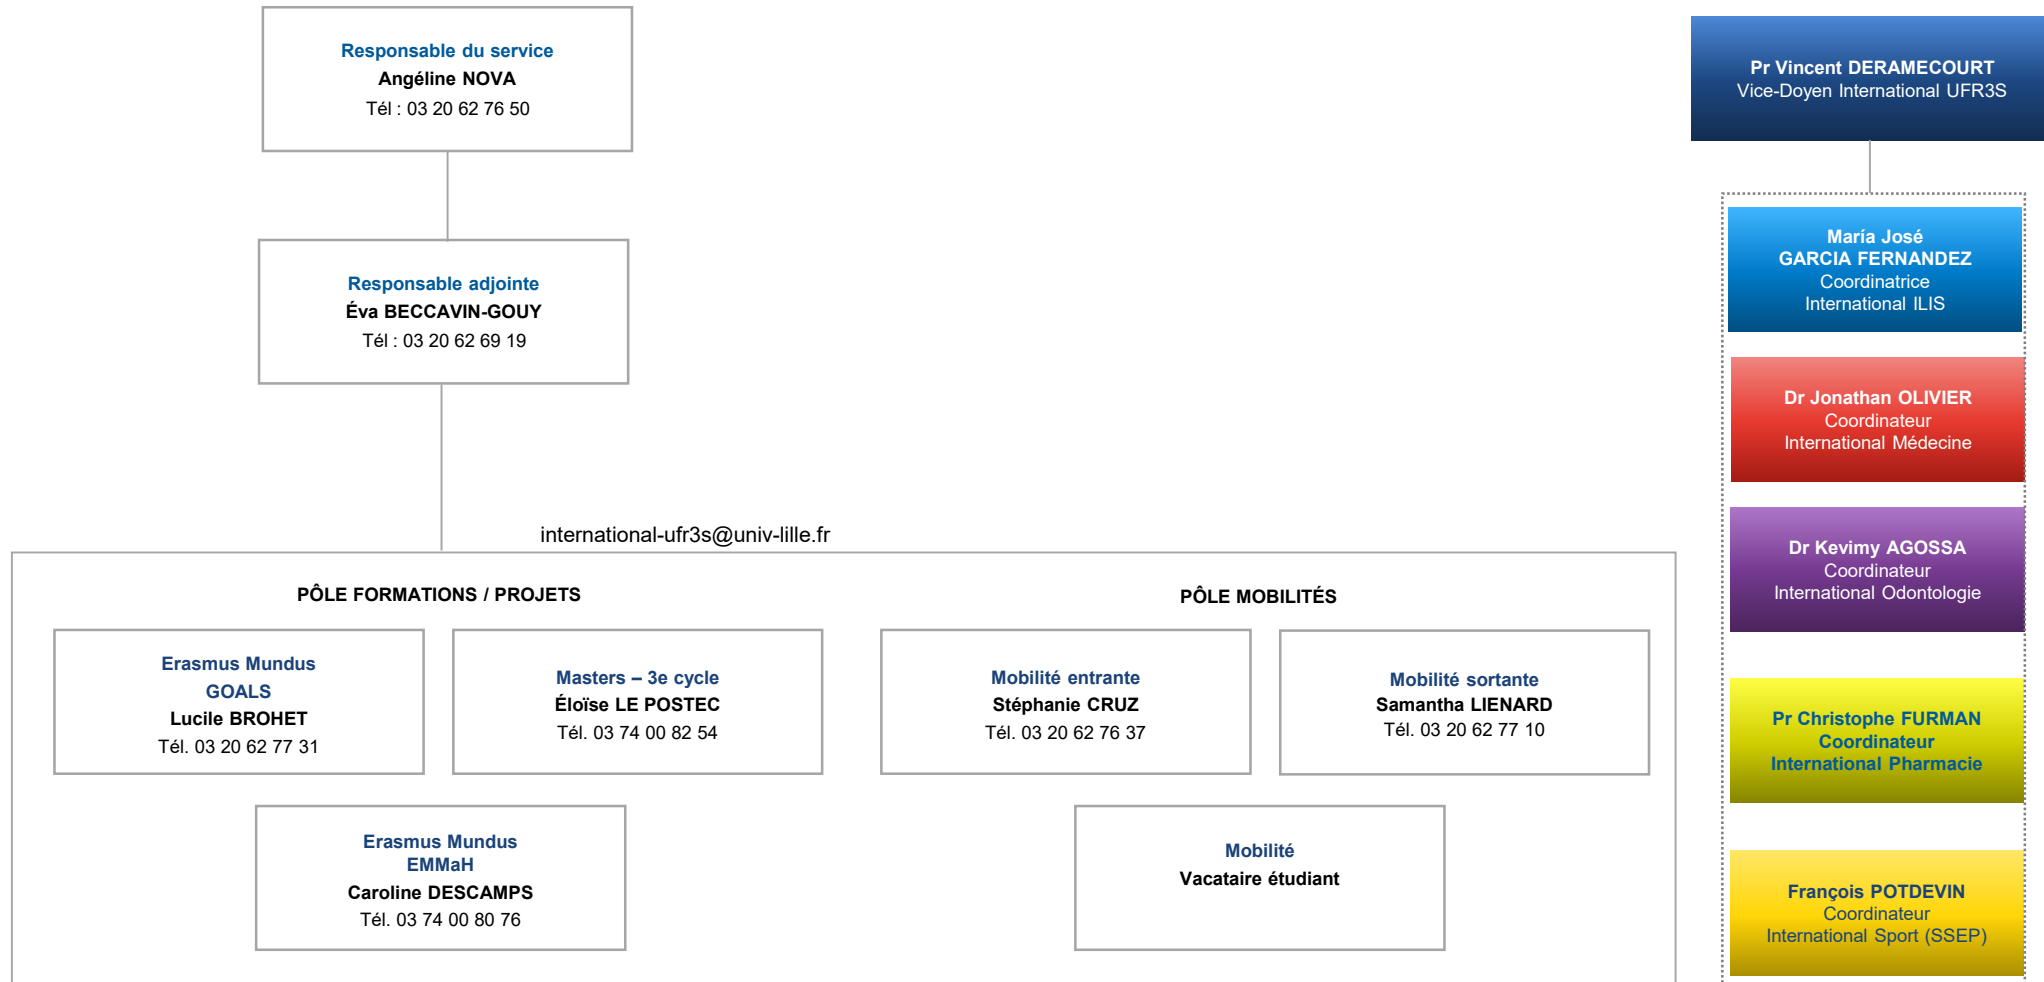 Responsable du service
Angéline NOVA
Tél : 03 20 62 76 50
Responsable adjointe
Éva BECCAVIN-GOUY
Tél : 03 20 62 69 19
international-ufr3s@univ-lille.fr
PÔLE FORMATIONS / PROJETS
Erasmus Mundus
GOALS
Lucile BROHET
Tél. 03 20 62 77 31
Masters – 3e cycle
Éloïse LE POSTEC
Tél. 03 74 00 82 54
Erasmus Mundus
EMMaH
Caroline DESCAMPS
Tél. 03 74 00 80 76
PÔLE MOBILITÉS
Mobilité entrante
Stéphanie CRUZ
Tél. 03 20 62 76 37
Mobilité sortante
Samantha LIENARD
Tél. 03 20 62 77 10
Mobilité
Vacataire étudiant
Pr Vincent DERAMECOURT
Vice-Doyen International UFR3S
María José
GARCIA FERNANDEZ
Coordinatrice
International ILIS
Dr Jonathan OLIVIER
Coordinateur
International Médecine
Dr Kevimy AGOSSA
Coordinateur
International Odontologie
Pr Christophe FURMAN
Coordinateur
International Pharmacie
François POTDEVIN
Coordinateur
International Sport (SSEP)